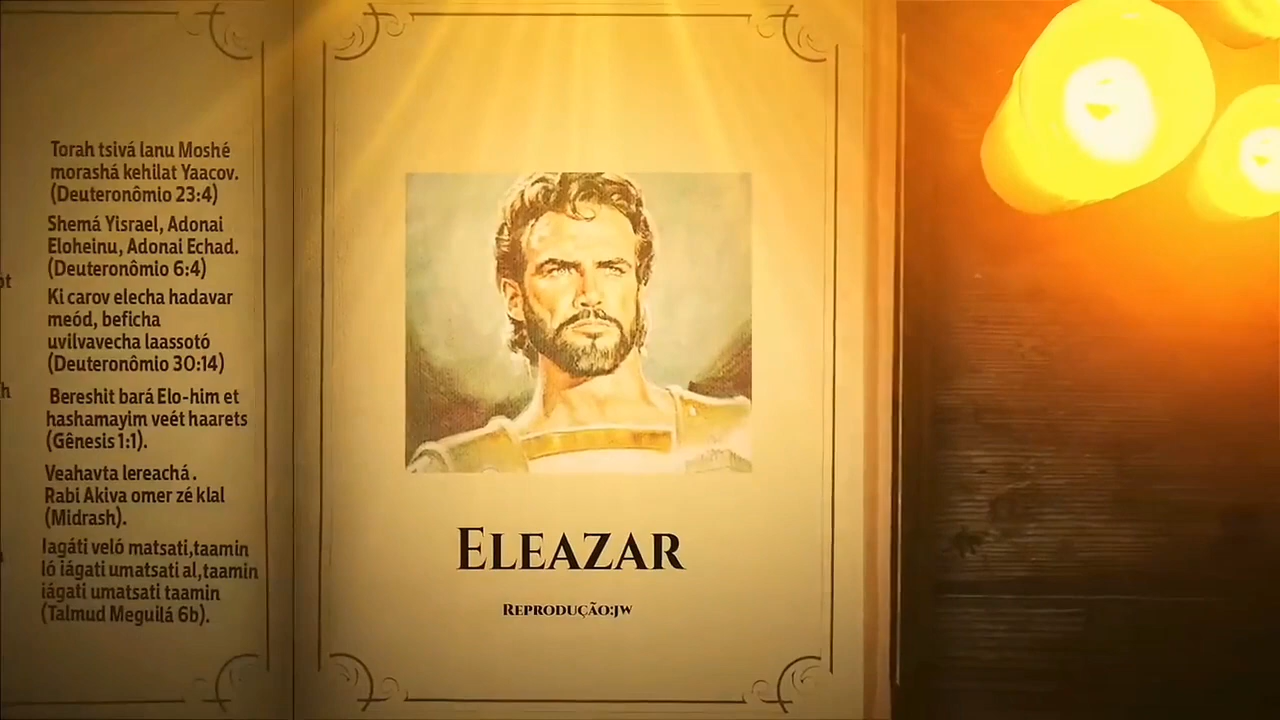 Torah tsivá lanu Moshé
morashá kehilat Yaacov.
(Deuteronômio 23:4)
Shemá Yisrael, Adonai
Eloheinu, Adonai Echad.
(Deuteronômio 6:4)
Ki carov elecha hadavar
meód, beficha
uvilvavecha laassotó
(Deuteronômio 30:14)
Bereshit bará Elo-him et
hashamayim veét haarets
(Gênesis 1:1).
Veahavta lereachá .
Rabi Akiva omer zé klal
(Midrash).
Iagáti veló matsati,taamin
ló iágati umatsati al,taamin
iágati umatsati taamin
(Talmud Meguilá 6b).
ELEAZAR
REPRODUÇÃO:JW